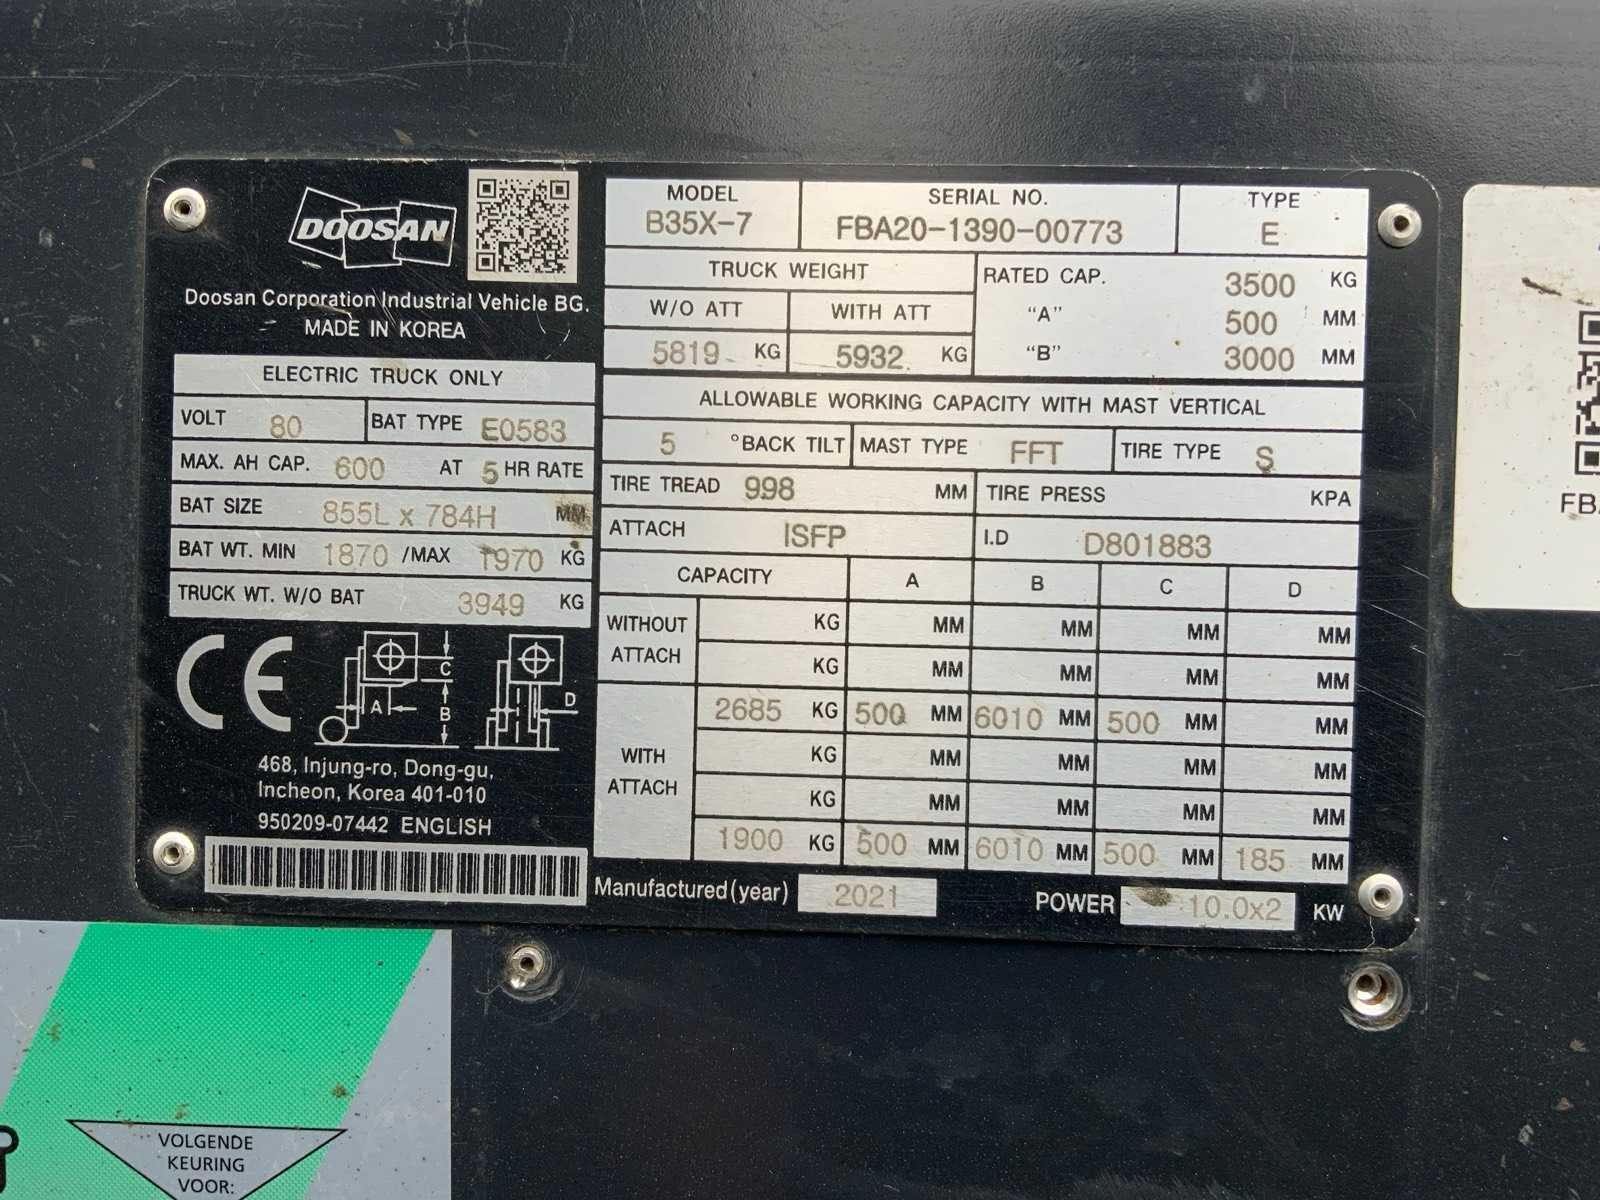 DOOSAN
Doosan Corporation Industrial Vehicle BG.
MADE IN KOREA
ELECTRIC TRUCK ONLY
VOLT 80 BAT TYPE E0583
MAX. AH CAP. 600 AT 5 HR RATE
BAT SIZE 855L x 784H MM
BAT WT. MIN 1870 /MAX 1970 KG
TRUCK WT. W/O BAT 3949 KG
CE
A B C D
468, Injung-ro, Dong-gu,
Incheon, Korea 401-010
950209-07442 ENGLISH
MODEL SERIAL NO. TYPE
B35X-7 FBA20-1390-00773 E
TRUCK WEIGHT RATED CAP. 3500 KG
W/O ATT WITH ATT "A" 500 MM
5819 KG 5932 KG "B" 3000 MM
ALLOWABLE WORKING CAPACITY WITH MAST VERTICAL
5 °BACK TILT MAST TYPE FFT TIRE TYPE S
TIRE TREAD 998 MM TIRE PRESS KPA
ATTACH ISFP I.D D801883
CAPACITY A B C D
WITHOUT ATTACH
KG MM MM MM MM
KG MM MM MM MM
WITH ATTACH
2685 KG 500 MM 6010 MM 500 MM MM
KG MM MM MM MM
KG MM MM MM MM
1900 KG 500 MM 6010 MM 500 MM 185 MM
Manufactured (year) 2021 POWER 10.0x2 KW
VOLGENDE
KEURING
VOOR: